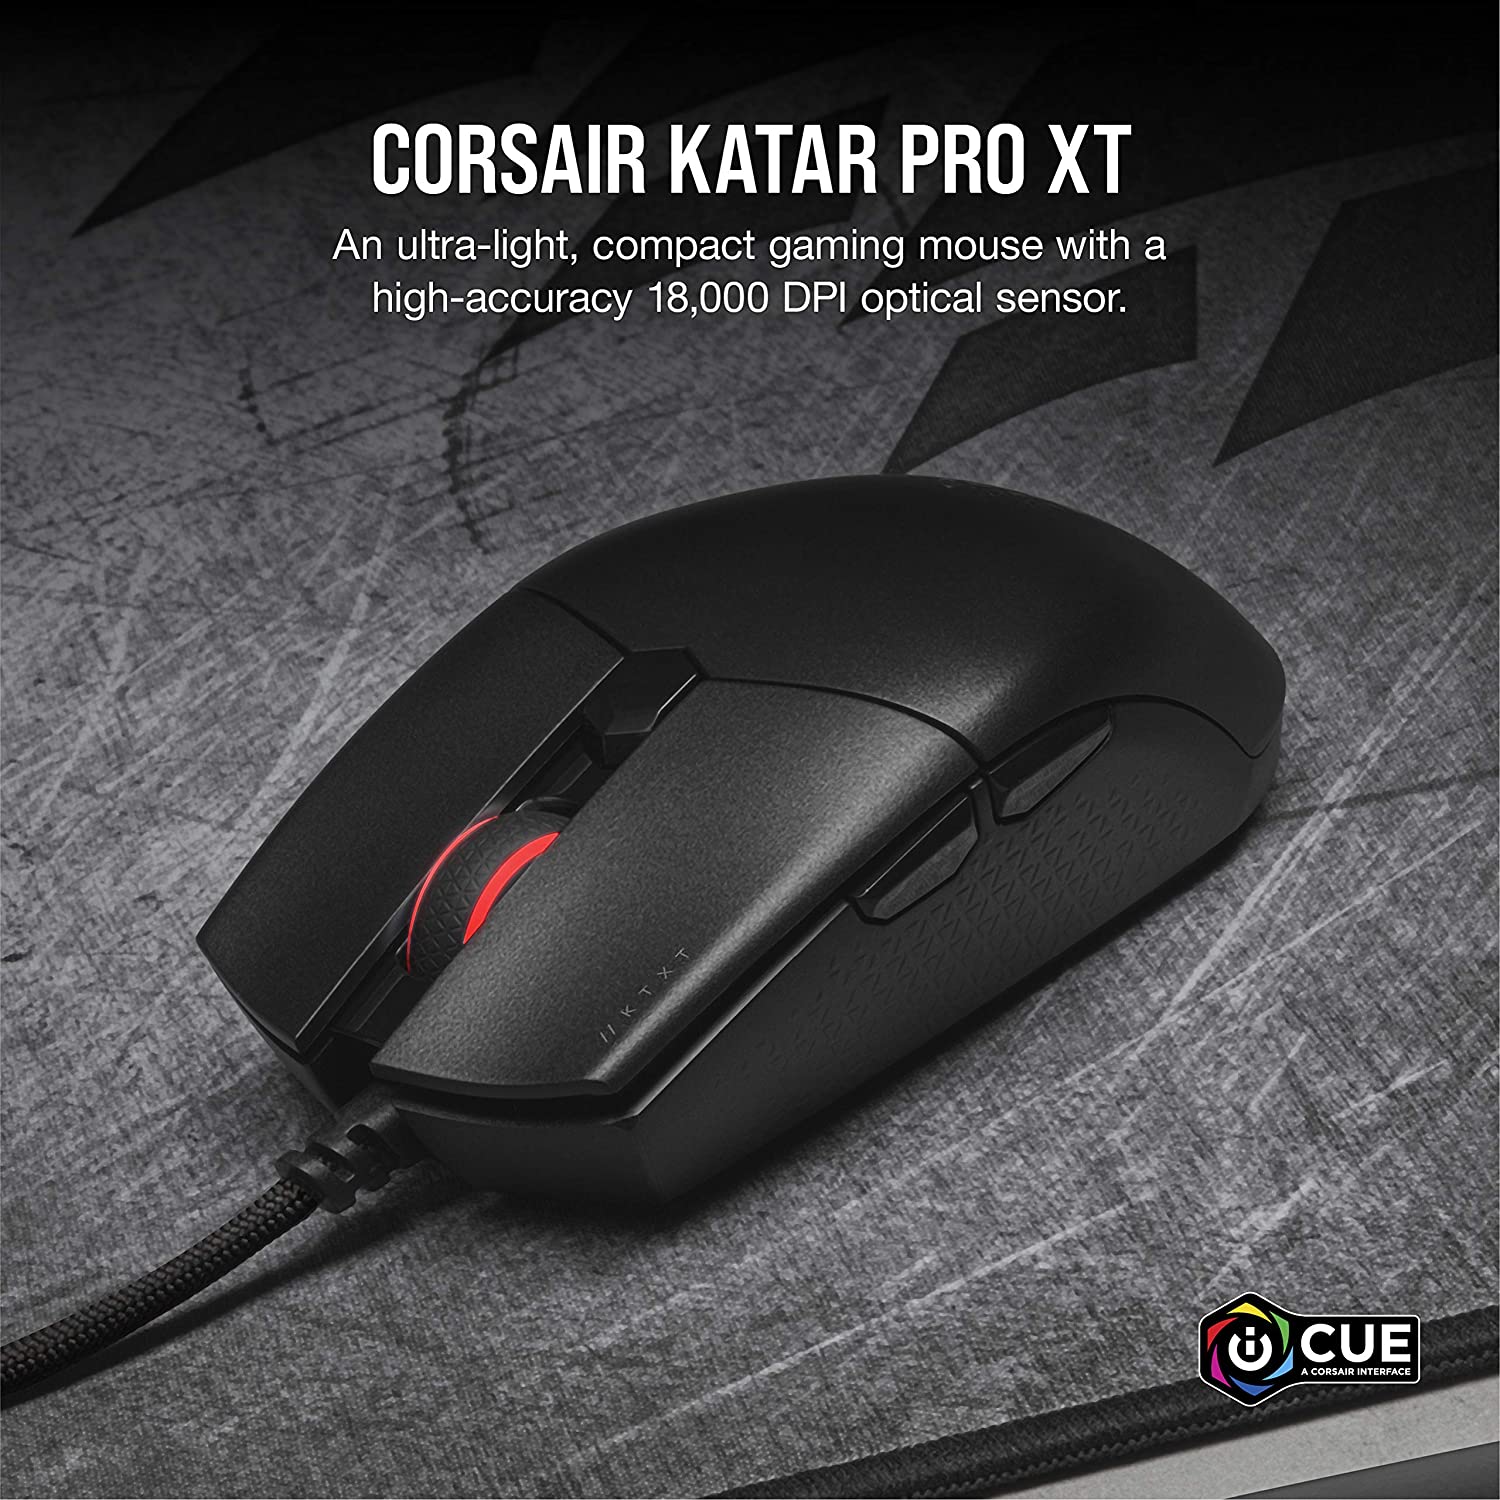 CORSAIR KATAR PRO XT
An ultra-light, compact gaming mouse with a
high-accuracy 18,000 DPI optical sensor.
// KTXT
iCUE
A CORSAIR INTERFACE